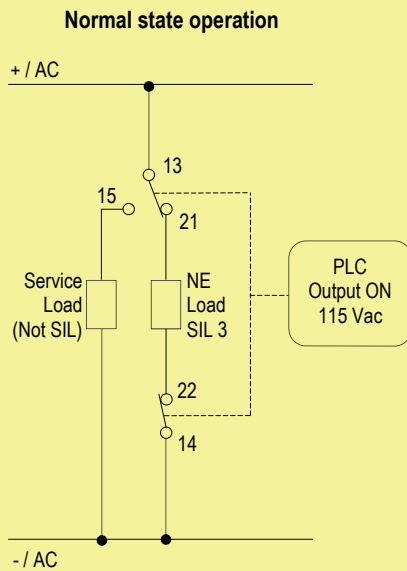 Normal state operation
+ / AC
13
15
21
Service
Load
(Not SIL)
NE
Load
SIL 3
PLC
Output ON
115 Vac
22
14
- / AC